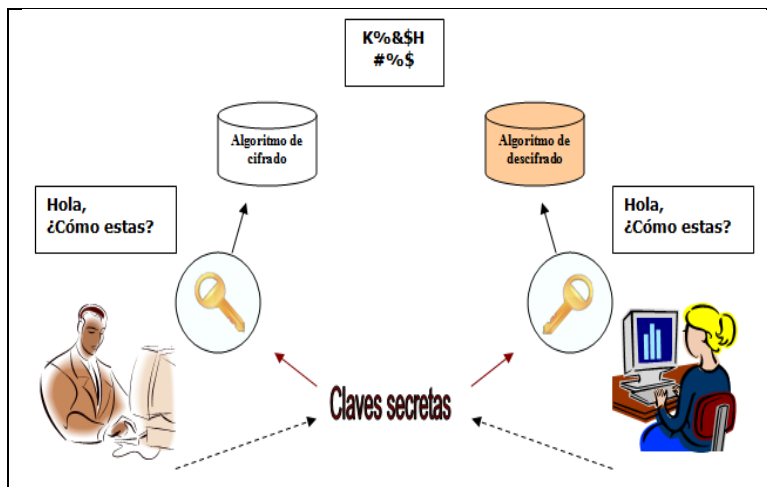 K%&$H
#%$
Algoritmo de
cifrado
Algoritmo de
descifrado
Hola,
¿Cómo estas?
Hola,
¿Cómo estas?
Claves secretas